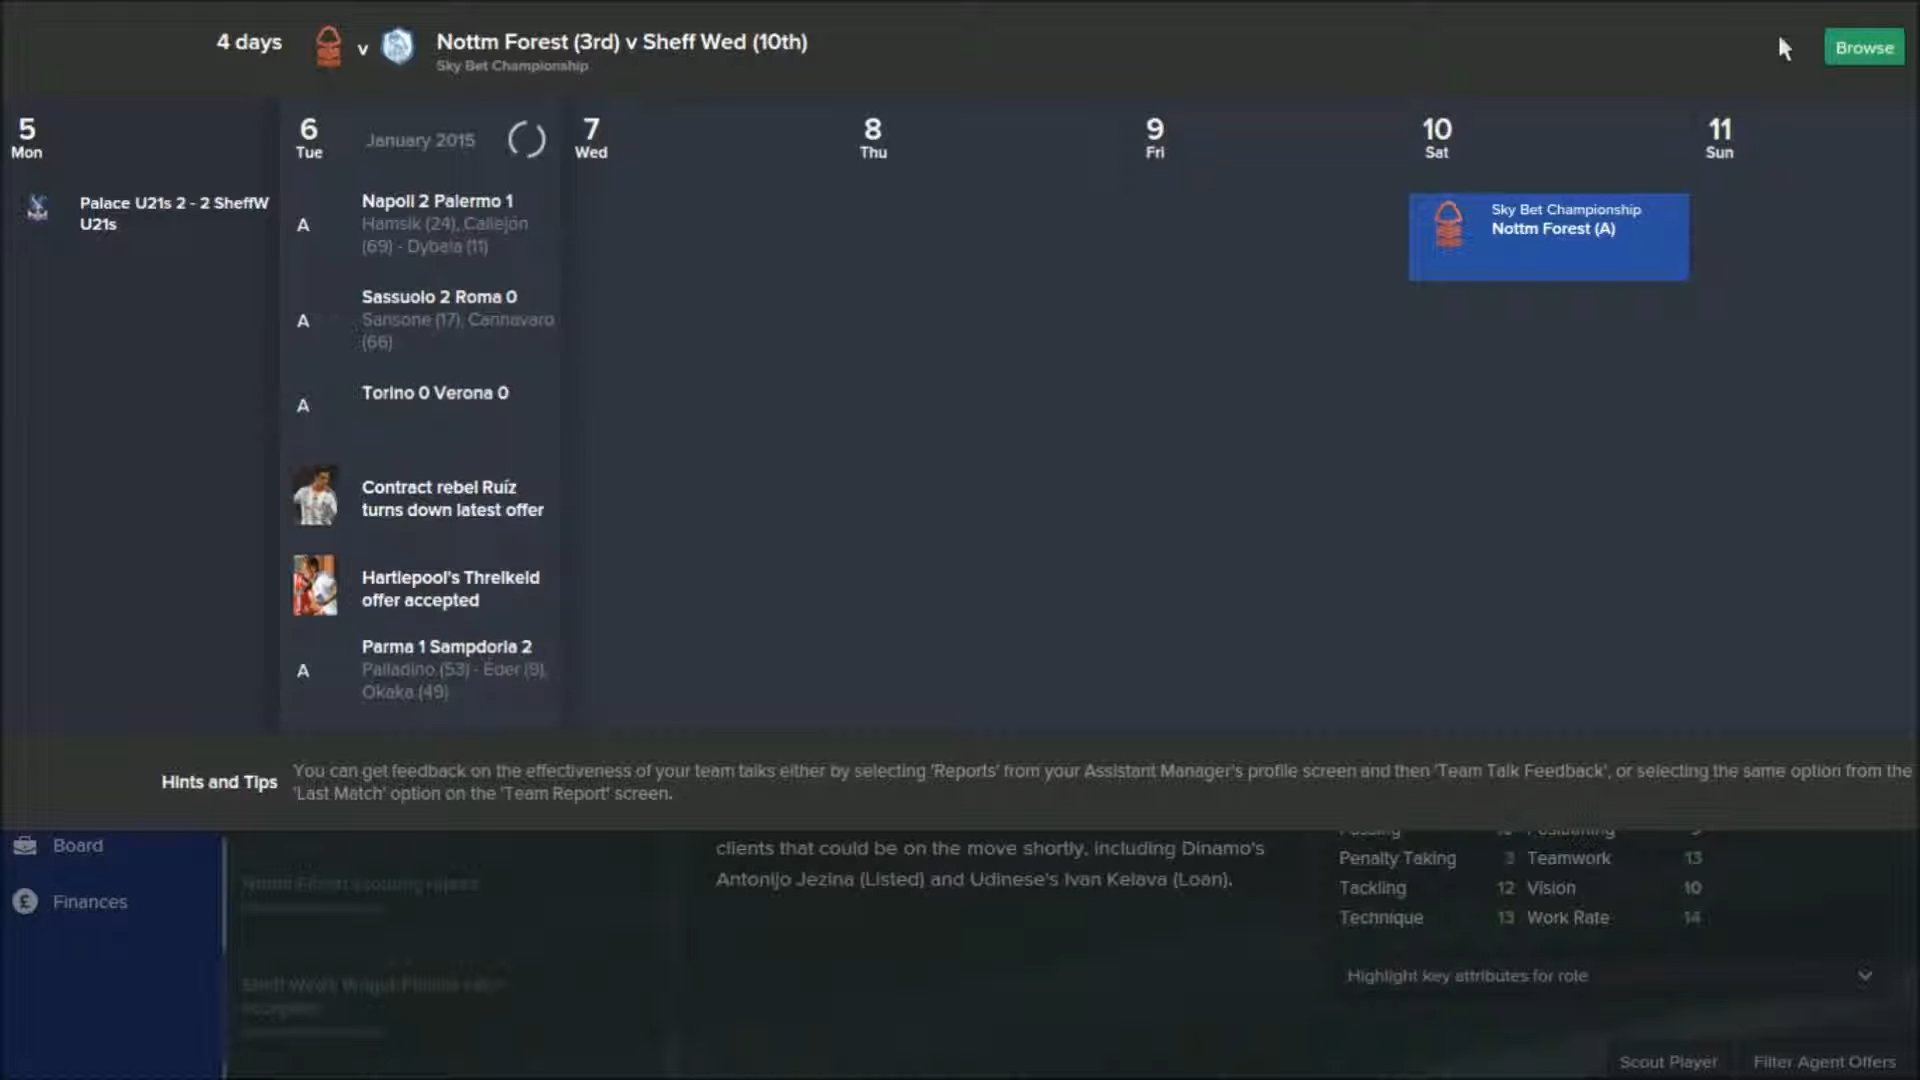 4 days
v
Nottm Forest (3rd) v Sheff Wed (10th)
Sky Bet Championship
Browse
5
Mon
6
Tue
January 2015
7
Wed
8
Thu
9
Fri
10
Sat
11
Sun
Palace U21s 2 - 2 SheffW
U21s
A
Napoli 2 Palermo 1
Hamsik (24), Callejón
(69) - Dybala (11)
A
Sassuolo 2 Roma 0
Sansone (17), Cannavaro
(66)
A
Torino 0 Verona 0
Contract rebel Ruíz
turns down latest offer
Hartlepool's Threlkeld
offer accepted
A
Parma 1 Sampdoria 2
Palladino (53) - Éder (9),
Okaka (49)
Sky Bet Championship
Nottm Forest (A)
Hints and Tips
You can get feedback on the effectiveness of your team talks either by selecting 'Reports' from your Assistant Manager's profile screen and then 'Team Talk Feedback', or selecting the same option from the
'Last Match' option on the 'Team Report' screen.
Board
Finances
clients that could be on the move shortly, including Dinamo's
Antonijo Jezina (Listed) and Udinese's Ivan Kelava (Loan).
Passing Positioning
Penalty Taking 3 Teamwork 13
Tackling 12 Vision 10
Technique 13 Work Rate 14
Highlight key attributes for role
Scout Player
Filter Agent Offers